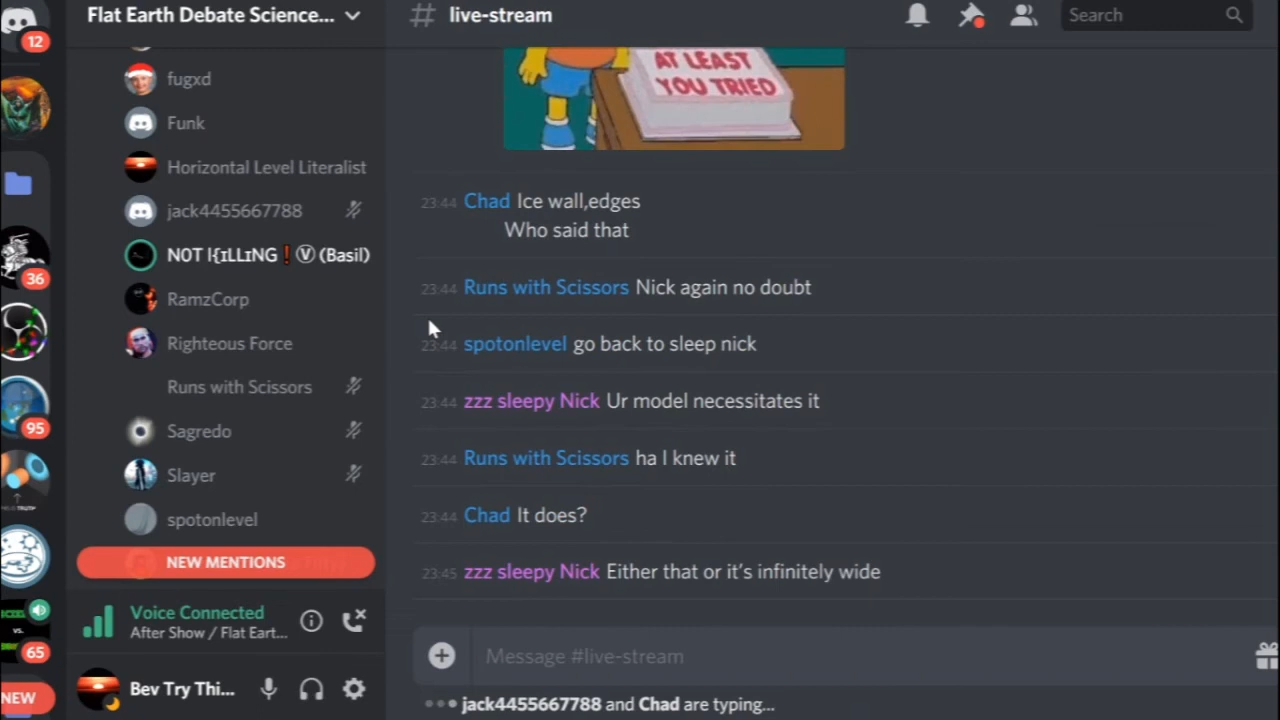 12
36
95
65
NEW
Flat Earth Debate Science...
fugxd
Funk
Horizontal Level Literalist
jack4455667788
NOT I{ɪLLɪNG❗Ⓥ (Basil)
RamzCorp
Righteous Force
Runs with Scissors
Sagredo
Slayer
spotonlevel
NEW MENTIONS
Voice Connected
After Show / Flat Eart...
Bev Try Thi...
# live-stream
Search
AT LEAST
YOU TRIED
23:44 Chad Ice wall,edges
Who said that
23:44 Runs with Scissors Nick again no doubt
23:44 spotonlevel go back to sleep nick
23:44 zzz sleepy Nick Ur model necessitates it
23:44 Runs with Scissors ha I knew it
23:44 Chad It does?
23:45 zzz sleepy Nick Either that or it's infinitely wide
Message #live-stream
jack4455667788 and Chad are typing...